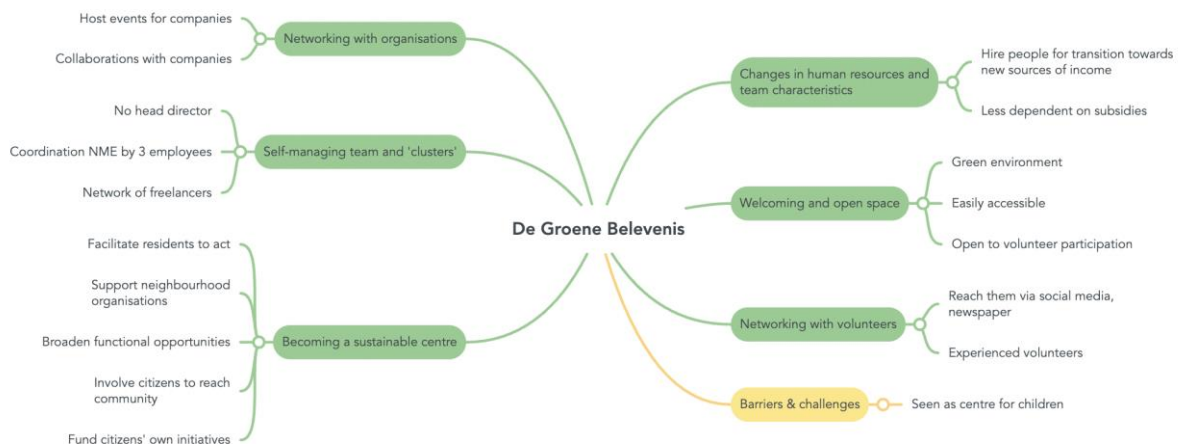 Host events for companies
Collaborations with companies
Networking with organisations
No head director
Coordination NME by 3 employees
Network of freelancers
Self-managing team and 'clusters'
Facilitate residents to act
Support neighbourhood
organisations
Broaden functional opportunities
Involve citizens to reach
community
Fund citizens' own initiatives
Becoming a sustainable centre
De Groene Belevenis
Changes in human resources and
team characteristics
Hire people for transition towards
new sources of income
Less dependent on subsidies
Welcoming and open space
Green environment
Easily accessible
Open to volunteer participation
Networking with volunteers
Reach them via social media,
newspaper
Experienced volunteers
Barriers & challenges
Seen as centre for children